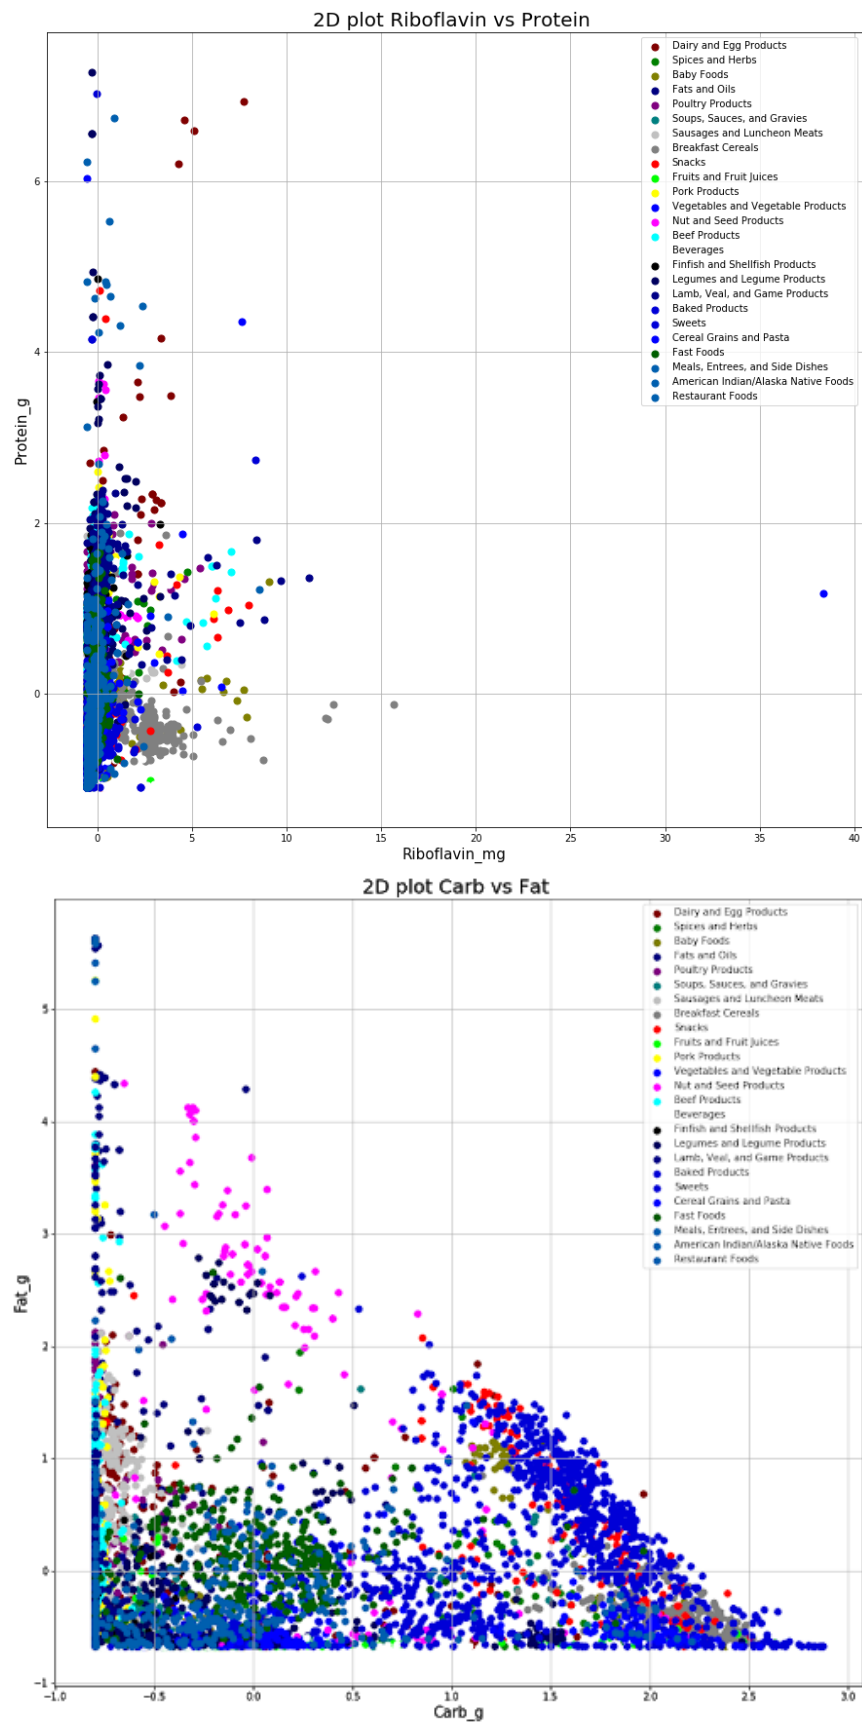 2D plot Riboflavin vs Protein
Dairy and Egg Products
Spices and Herbs
Baby Foods
Fats and Oils
Poultry Products
Soups, Sauces, and Gravies
Sausages and Luncheon Meats
Breakfast Cereals
Snacks
Fruits and Fruit Juices
Pork Products
Vegetables and Vegetable Products
Nut and Seed Products
Beef Products
Beverages
Finfish and Shellfish Products
Legumes and Legume Products
Lamb, Veal, and Game Products
Baked Products
Sweets
Cereal Grains and Pasta
Fast Foods
Meals, Entrees, and Side Dishes
American Indian/Alaska Native Foods
Restaurant Foods
6
4
2
0
Protein_g
0 5 10 15 20 25 30 35 40
Riboflavin_mg
2D plot Carb vs Fat
Dairy and Egg Products
Spices and Herbs
Baby Foods
Fats and Oils
Poultry Products
Soups, Sauces, and Gravies
Sausages and Luncheon Meats
Breakfast Cereals
Snacks
Fruits and Fruit Juices
Pork Products
Vegetables and Vegetable Products
Nut and Seed Products
Beef Products
Beverages
Finfish and Shellfish Products
Legumes and Legume Products
Lamb, Veal, and Game Products
Baked Products
Sweets
Cereal Grains and Pasta
Fast Foods
Meals, Entrees, and Side Dishes
American Indian/Alaska Native Foods
Restaurant Foods
5
4
3
2
1
0
−1
Fat_g
−1.0 −0.5 0.0 0.5 1.0 1.5 2.0 2.5 3.0
Carb_g